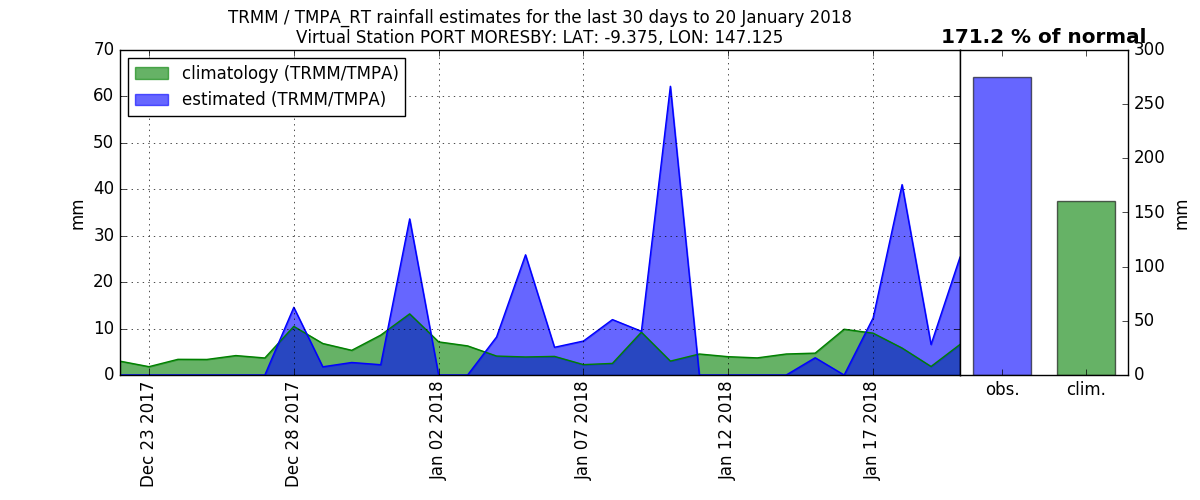 TRMM / TMPA_RT rainfall estimates for the last 30 days to 20 January 2018
Virtual Station PORT MORESBY: LAT: -9.375, LON: 147.125
171.2 % of normal
climatology (TRMM/TMPA)
estimated (TRMM/TMPA)
mm
70
60
50
40
30
20
10
0
Dec 23 2017
Dec 28 2017
Jan 02 2018
Jan 07 2018
Jan 12 2018
Jan 17 2018
300
250
200
150
100
50
0
mm
obs.
clim.